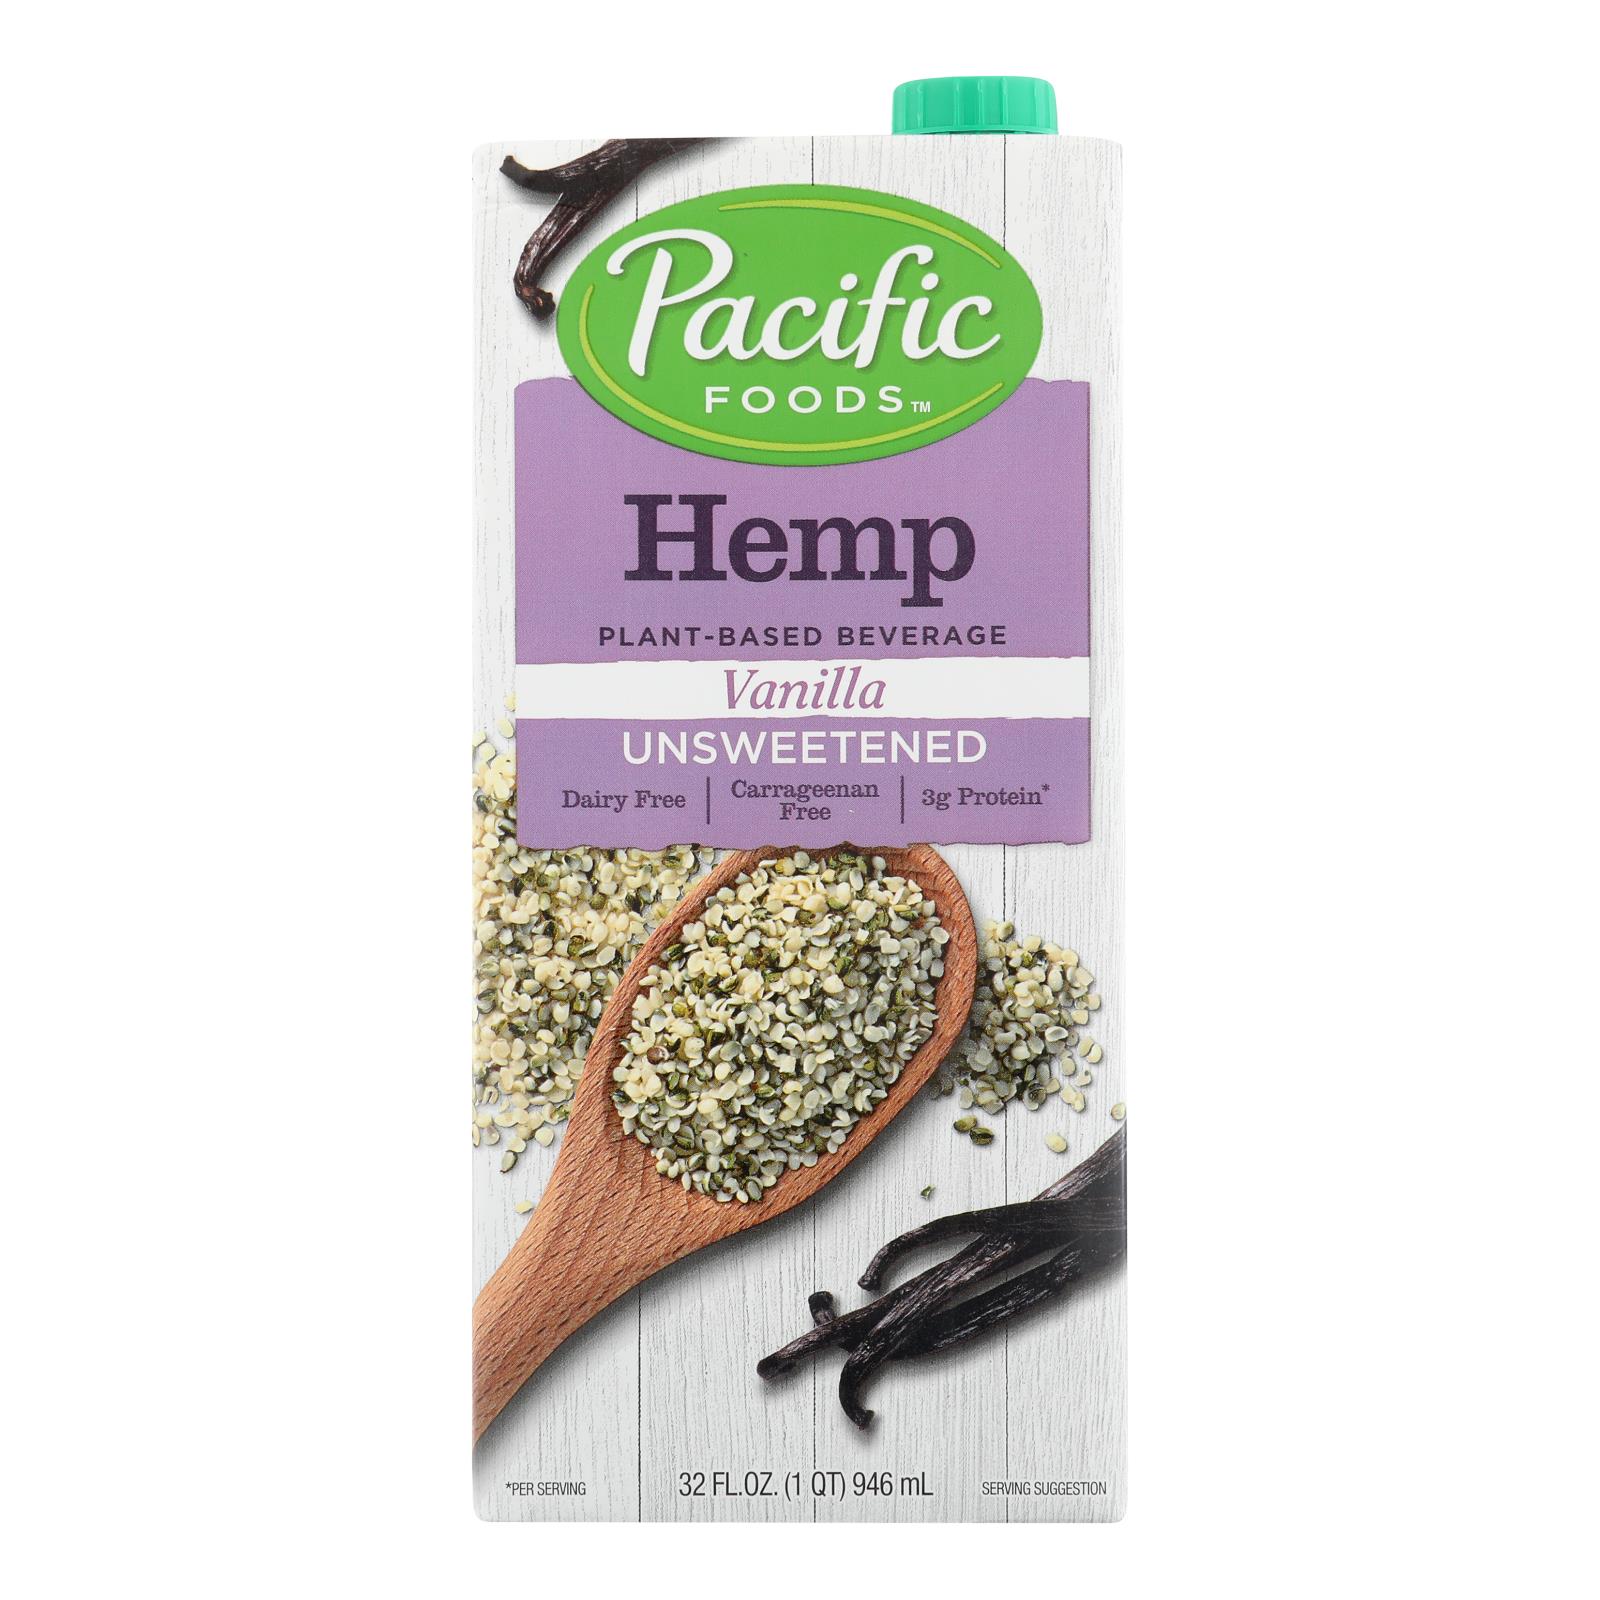 Pacific
FOODS™
Hemp
PLANT-BASED BEVERAGE
Vanilla
UNSWEETENED
Dairy Free
Carrageenan
Free
3g Protein*
*PER SERVING
32 FL.OZ. (1 QT) 946 mL
SERVING SUGGESTION